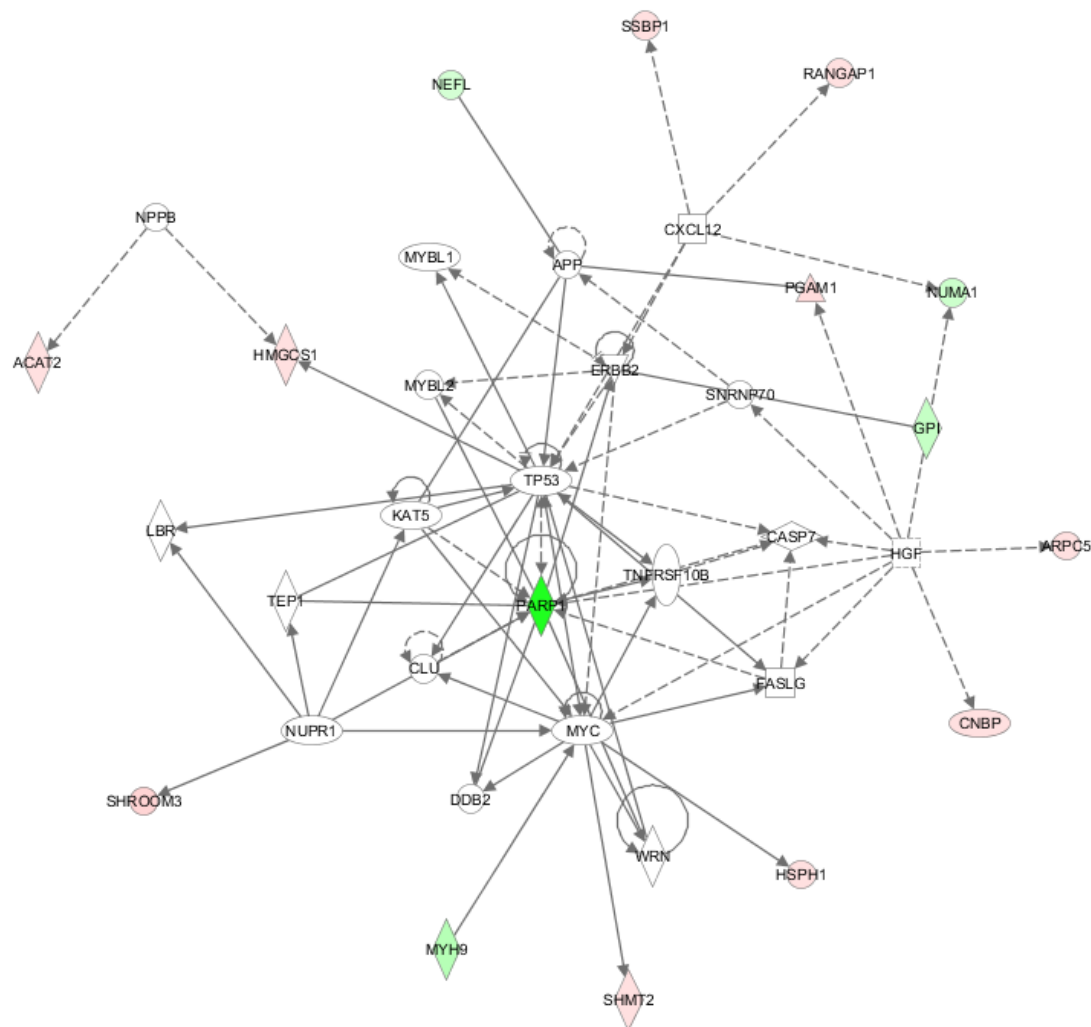 SSBP1
RANGAP1
NEFL
NPPB
CXCL12
MYBL1
APP
PGAM1
NUMA1
ACAT2
HMGCS1
ERBB2
MYBL2
SNRNP70
GPI
TP53
KAT5
LBR
CASP7
HGF
ARPC5
TNFRSF10B
TEP1
PARP1
CLU
FASLG
CNBP
NUPR1
MYC
SHROOM3
DDB2
WRN
HSPH1
MYH9
SHMT2